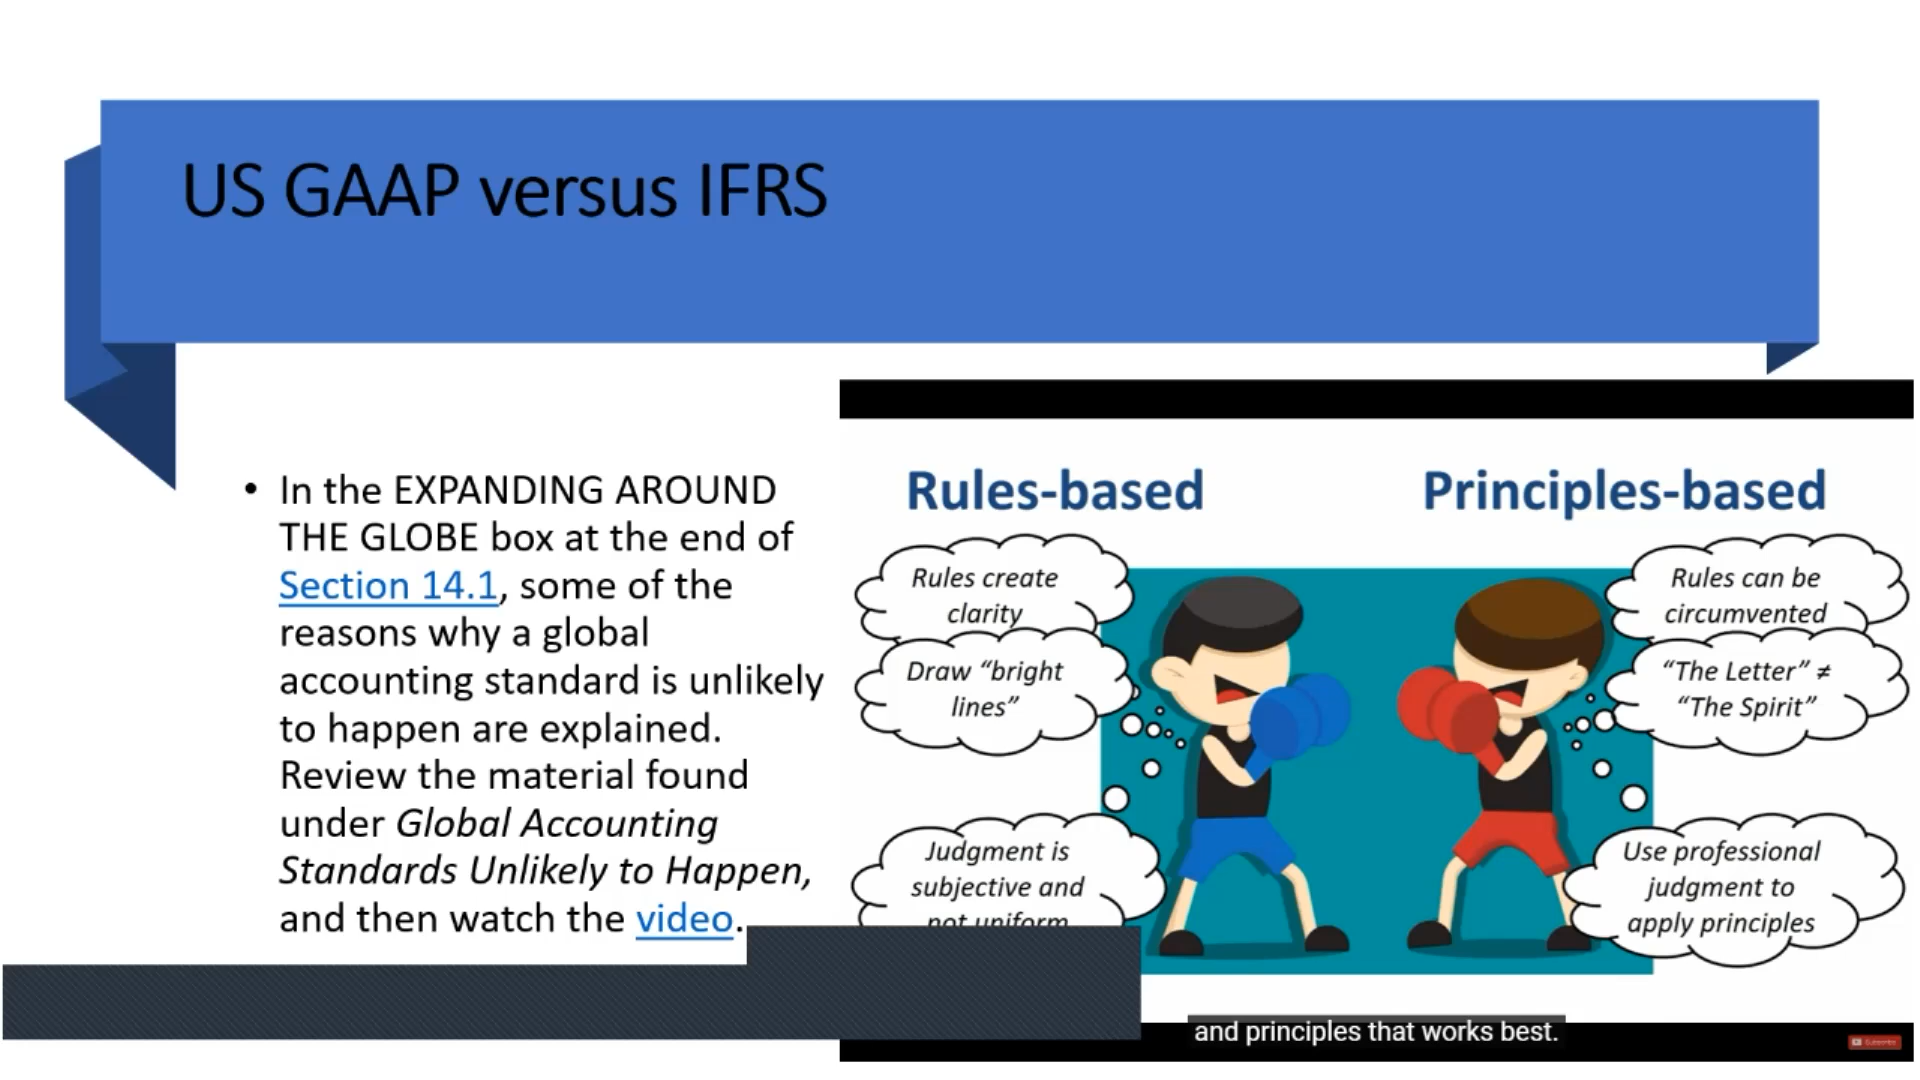 US GAAP versus IFRS
• In the EXPANDING AROUND
THE GLOBE box at the end of
Section 14.1, some of the
reasons why a global
accounting standard is unlikely
to happen are explained.
Review the material found
under Global Accounting
Standards Unlikely to Happen,
and then watch the video.
Rules-based
Rules create
clarity
Draw “bright
lines”
Judgment is
subjective and
not uniform
Principles-based
Rules can be
circumvented
“The Letter” ≠
“The Spirit”
Use professional
judgment to
apply principles
and principles that works best.
Subscribe